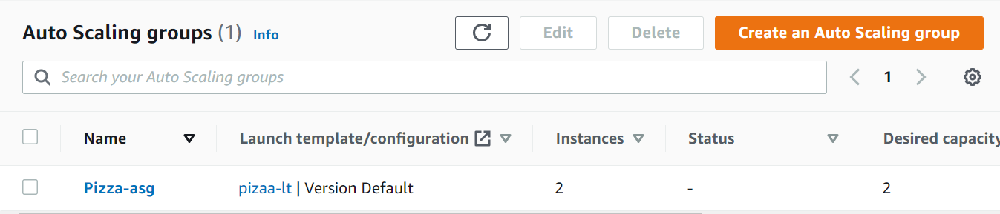 Auto Scaling groups (1) Info Edit Delete Create an Auto Scaling group
Search your Auto Scaling groups 1
Name Launch template/configuration Instances Status Desired capacity
Pizza-asg pizaa-lt | Version Default 2 - 2